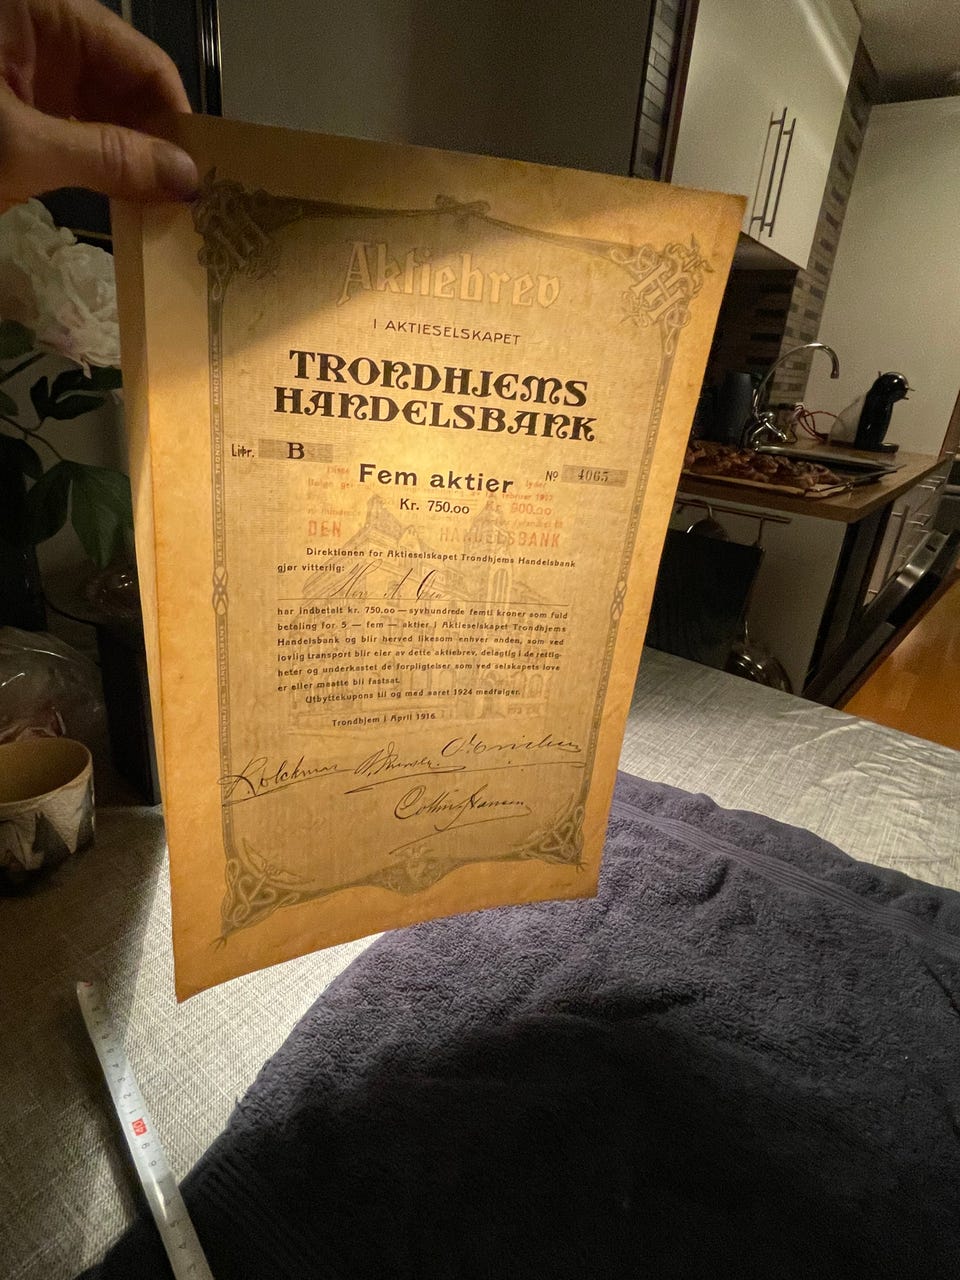 Aktiebrev
I AKTIESELSKAPET
TRONDHJEMS
HANDELSBANK
Litr. B
Fem aktier
Nº 4065
Kr. 750.00 Kr. 900.00
DEN HANDELSBANK
Direktionen for Aktieselskapet Trondhjems Handelsbank
gjør vitterlig:
har indbetalt kr. 750.00 — syvhundrede femti kroner som fuld
betaling for 5 — fem — aktier i Aktieselskapet Trondhjems
Handelsbank og blir herved likesom enhver anden, som ved
lovlig transport blir eier av dette aktiebrev, delagtig i de rettig-
heter og underkastet de forpligtelser som ved selskapets love
er eller maatte bli fastsat.
Utbyttekupons til og med aaret 1924 medfølger.
Trondhjem i April 1916.